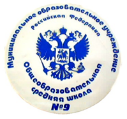 Муниципальное образовательное учреждение
Российская Федерация
Общеобразовательная
средняя школа
№9